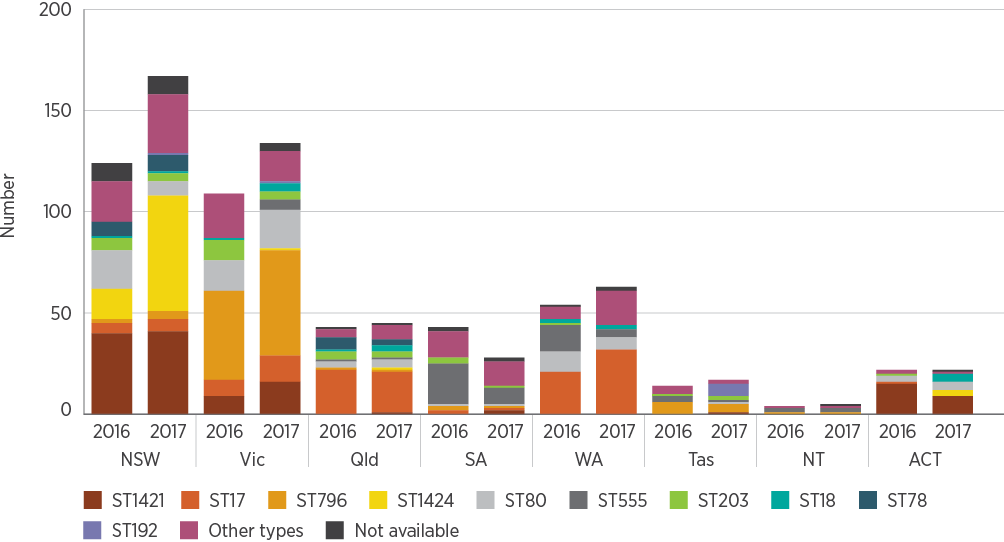 200
150
100
50
0
Number
2016 2017 2016 2017 2016 2017 2016 2017 2016 2017 2016 2017 2016 2017 2016 2017
NSW Vic Qld SA WA Tas NT ACT
ST1421 ST17 ST796 ST1424 ST80 ST555 ST203 ST18 ST78
ST192 Other types Not available